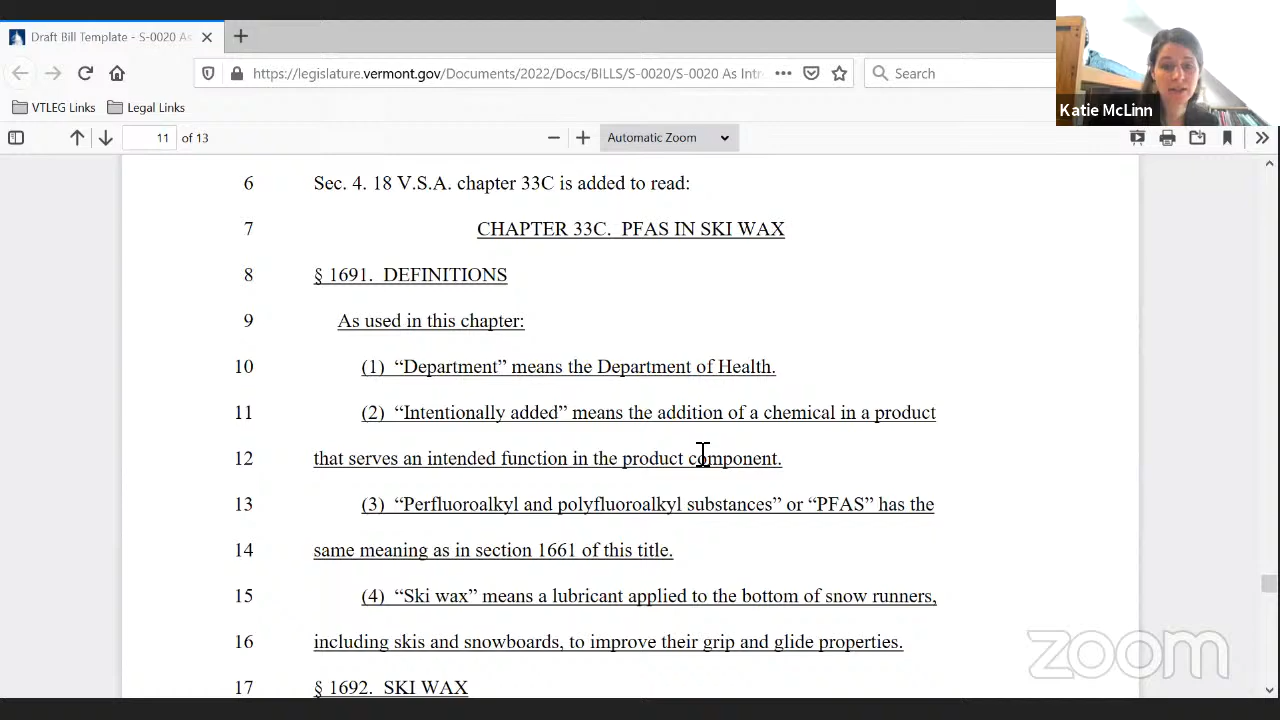 Draft Bill Template - S-0020 As
https://legislature.vermont.gov/Documents/2022/Docs/BILLS/S-0020/S-0020 As Intr
Search
Katie McLinn
VTLEG Links
Legal Links
11 of 13
Automatic Zoom
6 Sec. 4. 18 V.S.A. chapter 33C is added to read:
7 CHAPTER 33C. PFAS IN SKI WAX
8 § 1691. DEFINITIONS
9 As used in this chapter:
10 (1) “Department” means the Department of Health.
11 (2) “Intentionally added” means the addition of a chemical in a product
12 that serves an intended function in the product component.
13 (3) “Perfluoroalkyl and polyfluoroalkyl substances” or “PFAS” has the
14 same meaning as in section 1661 of this title.
15 (4) “Ski wax” means a lubricant applied to the bottom of snow runners,
16 including skis and snowboards, to improve their grip and glide properties.
17 § 1692. SKI WAX
zoom